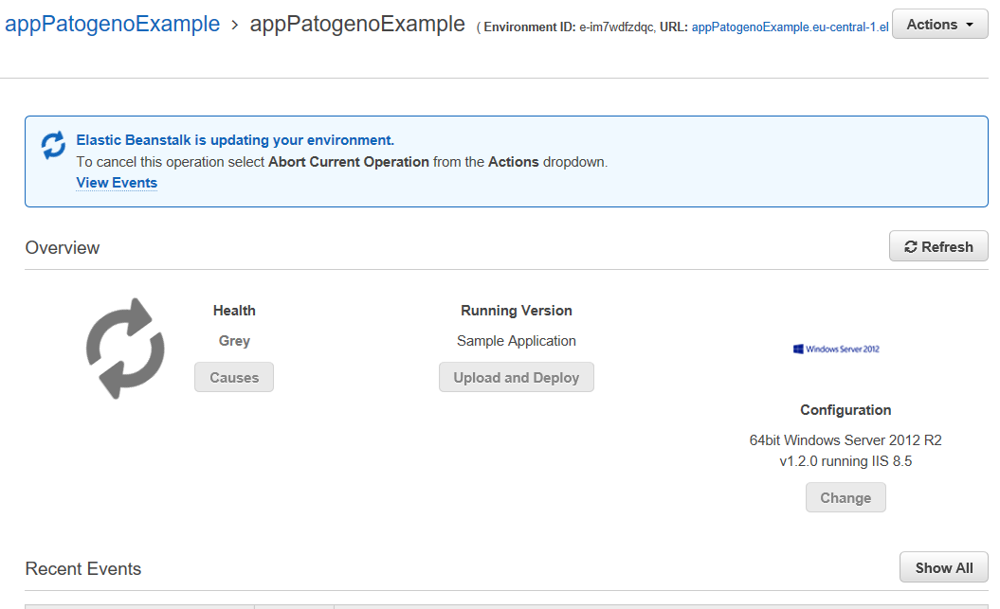 appPatogenoExample > appPatogenoExample ( Environment ID: e-im7wdfzdqc, URL: appPatogenoExample.eu-central-1.el
Actions
Elastic Beanstalk is updating your environment.
To cancel this operation select Abort Current Operation from the Actions dropdown.
View Events
Overview
Refresh
Health
Grey
Causes
Running Version
Sample Application
Upload and Deploy
Windows Server 2012
Configuration
64bit Windows Server 2012 R2
v1.2.0 running IIS 8.5
Change
Recent Events
Show All